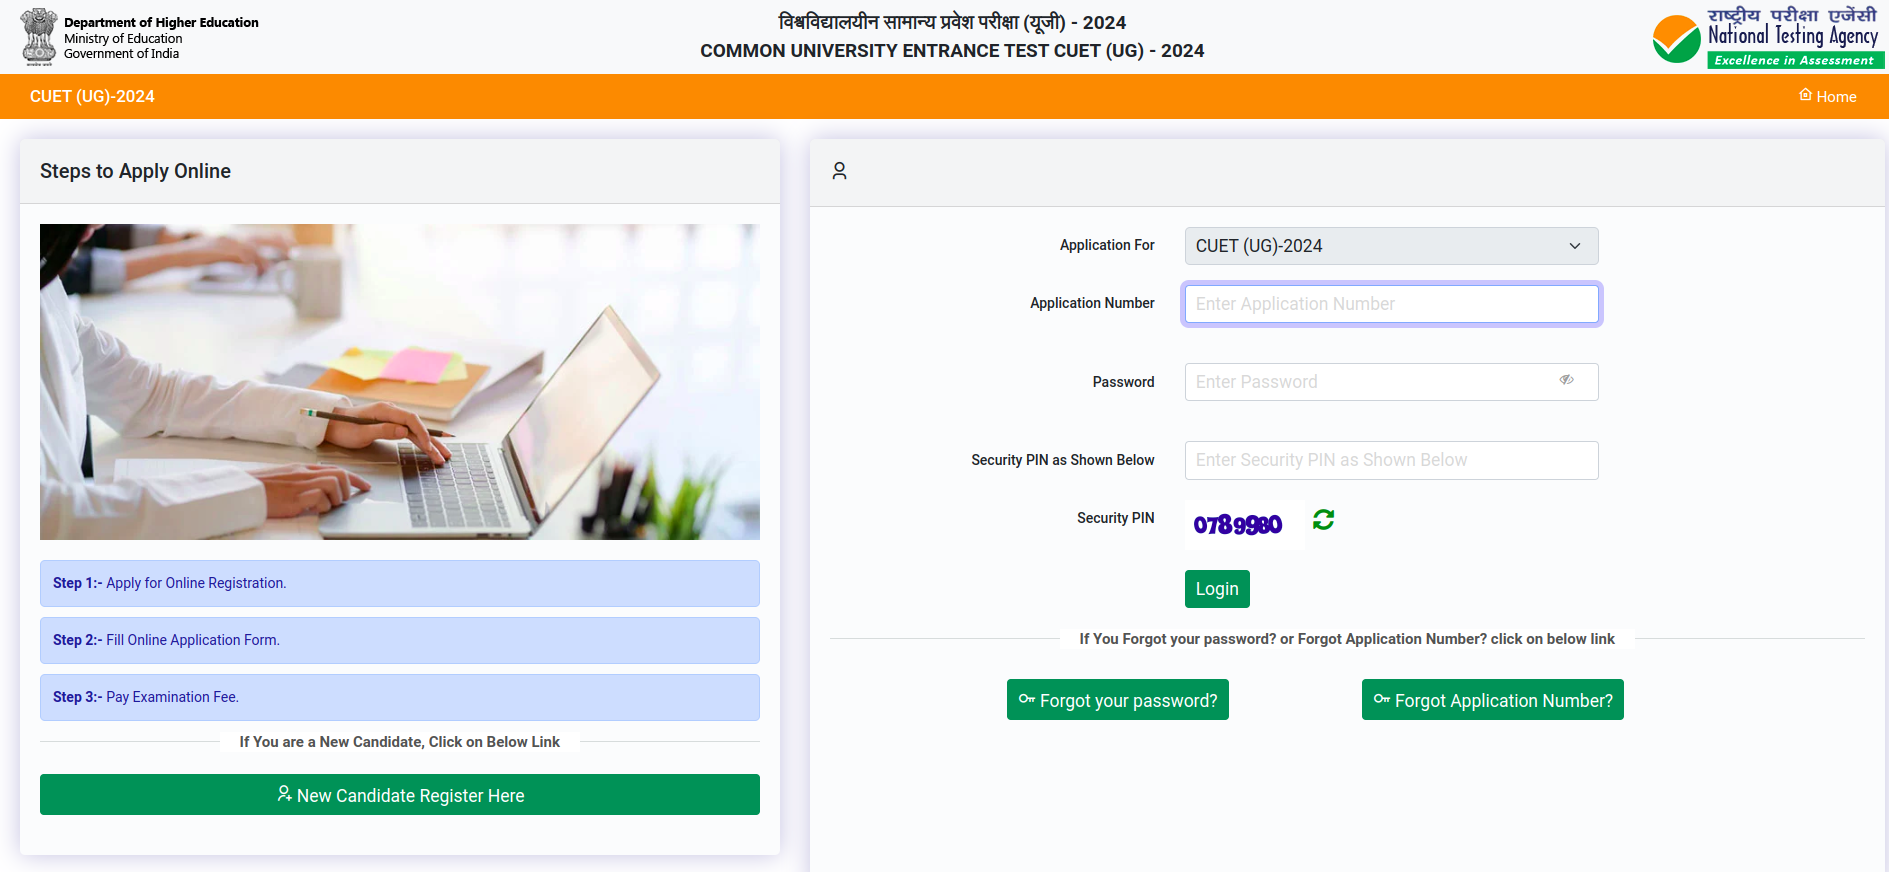 Department of Higher Education
Ministry of Education
Government of India
विश्वविद्यालयीन सामान्य प्रवेश परीक्षा (यूजी) - 2024
COMMON UNIVERSITY ENTRANCE TEST CUET (UG) - 2024
राष्ट्रीय परीक्षा एजेंसी
National Testing Agency
Excellence in Assessment
CUET (UG)-2024
Home
Steps to Apply Online
Step 1:- Apply for Online Registration.
Step 2:- Fill Online Application Form.
Step 3:- Pay Examination Fee.
If You are a New Candidate, Click on Below Link
New Candidate Register Here
Application For
CUET (UG)-2024
Application Number
Enter Application Number
Password
Enter Password
Security PIN as Shown Below
Enter Security PIN as Shown Below
Security PIN
Login
If You Forgot your password? or Forgot Application Number? click on below link
Forgot your password?
Forgot Application Number?